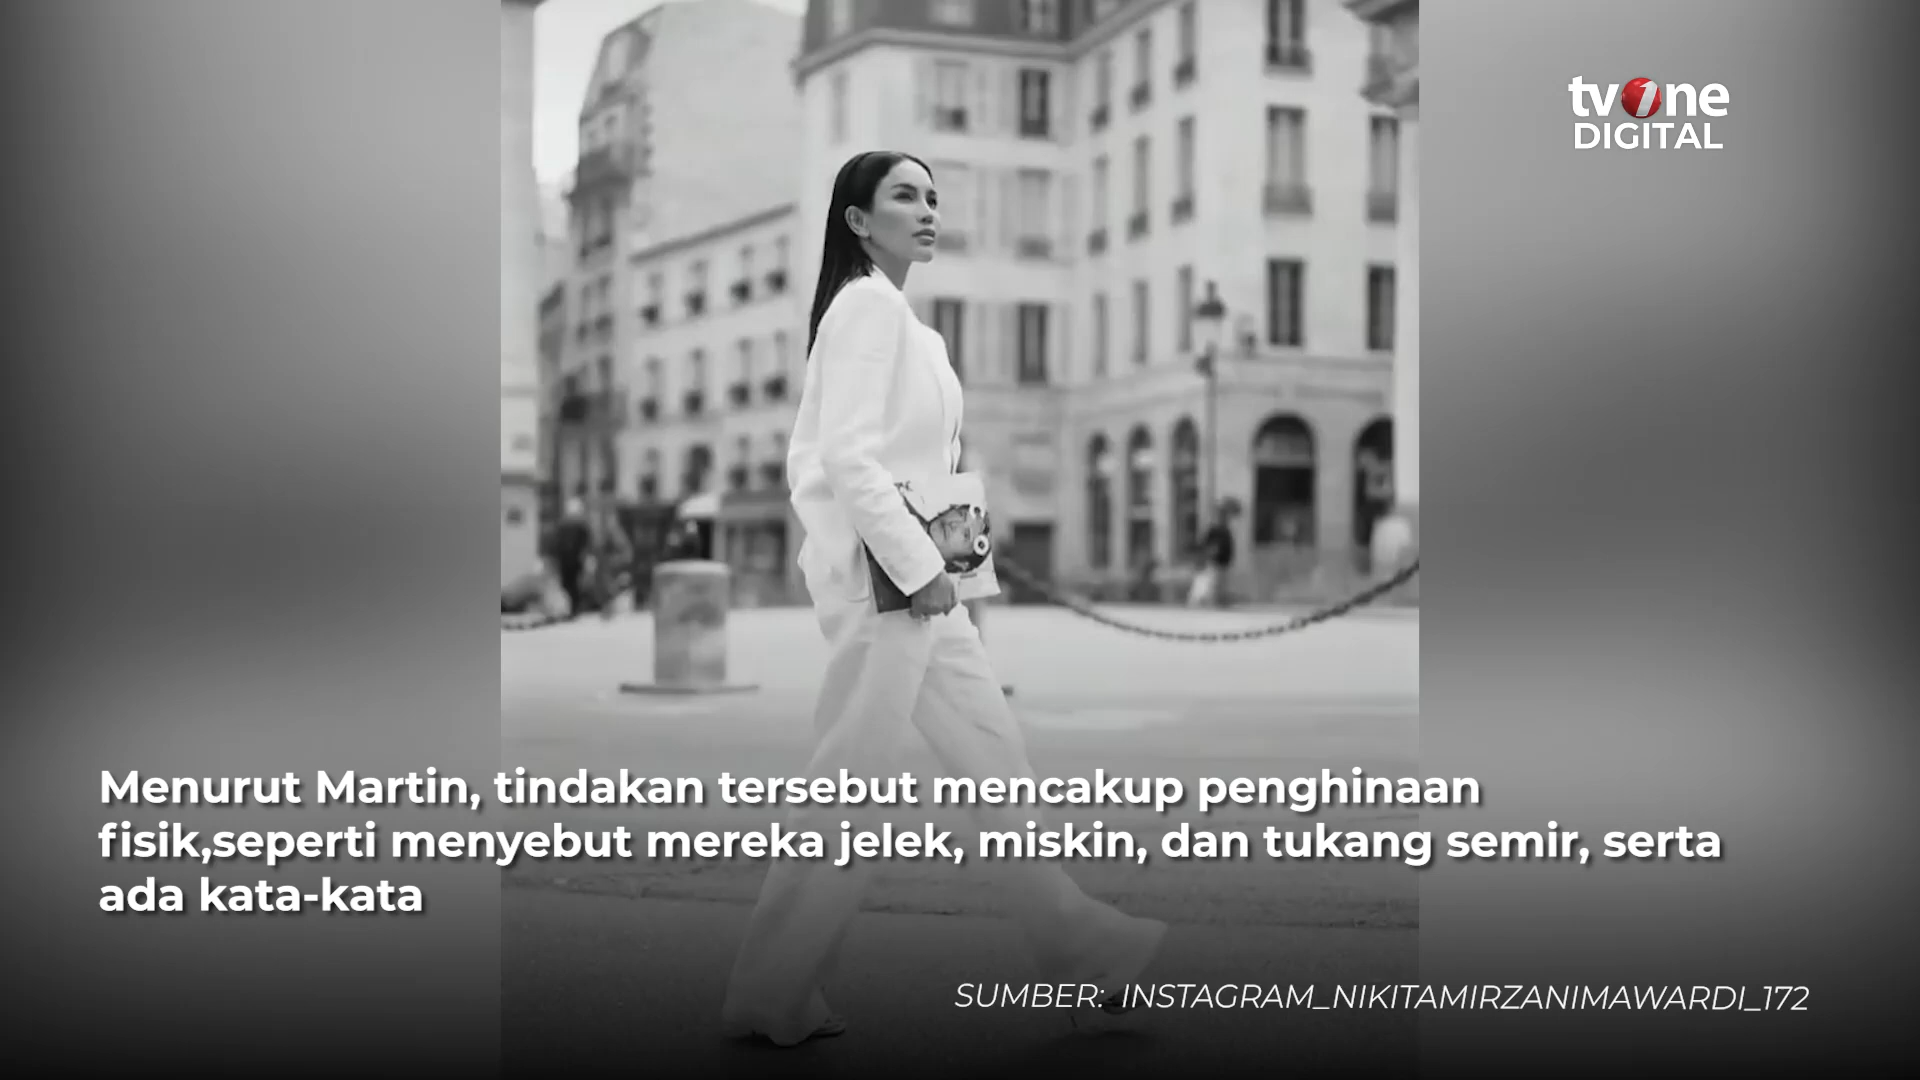 tvOne
DIGITAL
Menurut Martin, tindakan tersebut mencakup penghinaan
fisik,seperti menyebut mereka jelek, miskin, dan tukang semir, serta
ada kata-kata
SUMBER: INSTAGRAM_NIKITAMIRZANIMAWARDI_172